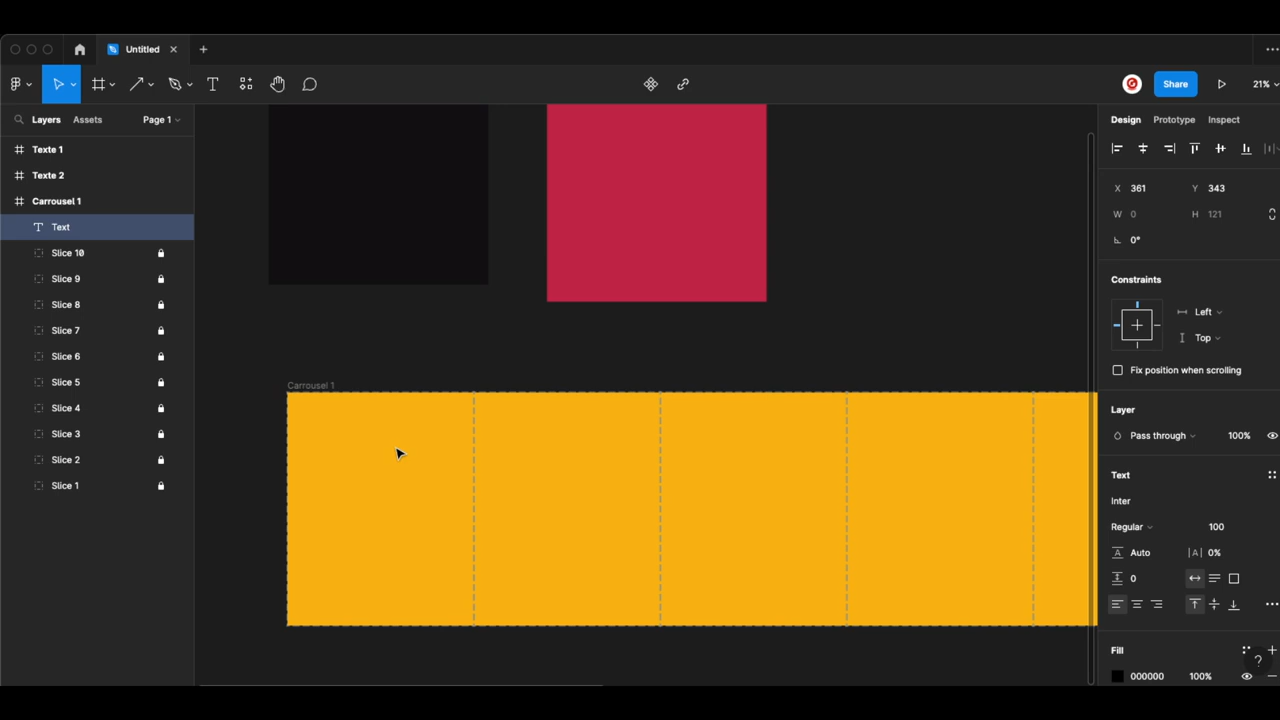 Untitled
Share
21%
Layers
Assets
Page 1
Texte 1
Texte 2
Carrousel 1
Text
Slice 10
Slice 9
Slice 8
Slice 7
Slice 6
Slice 5
Slice 4
Slice 3
Slice 2
Slice 1
Carrousel 1
Design
Prototype
Inspect
X 361
Y 343
W 0
H 121
0°
Constraints
Left
Top
Fix position when scrolling
Layer
Pass through
100%
Text
Inter
Regular
100
Auto
0%
0
Fill
000000
100%
?